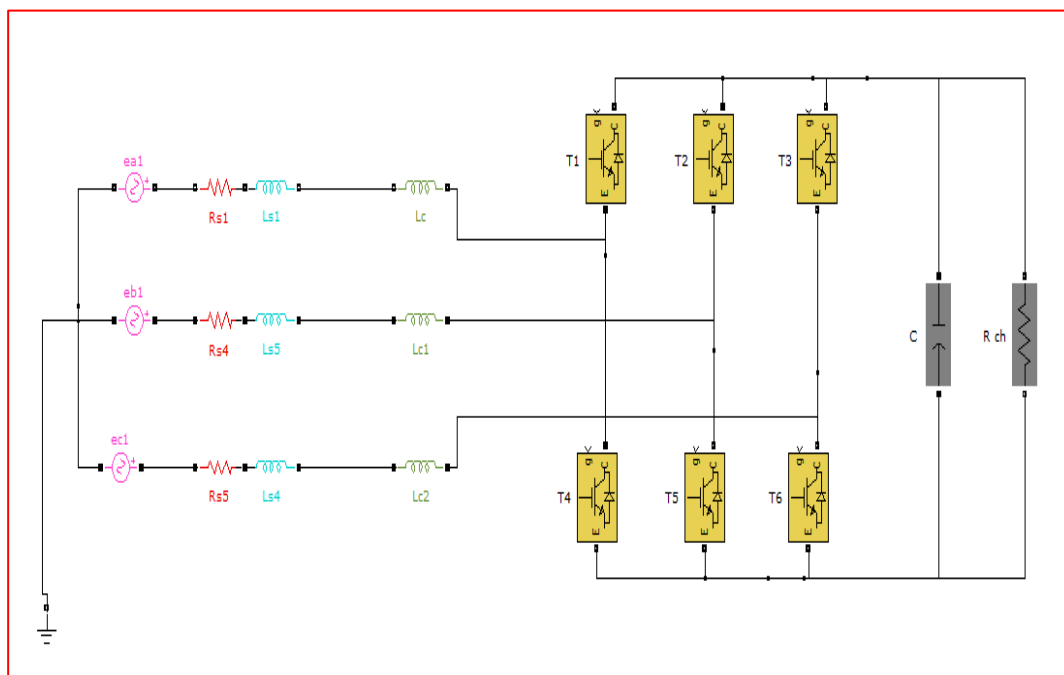 g C E T1
g C E T2
g C E T3
ea1
Rs1 Ls1 Lc
eb1
Rs4 Ls5 Lc1
C R ch
ec1
Rs5 Ls4 Lc2
g C E T4
g C E T5
g C E T6